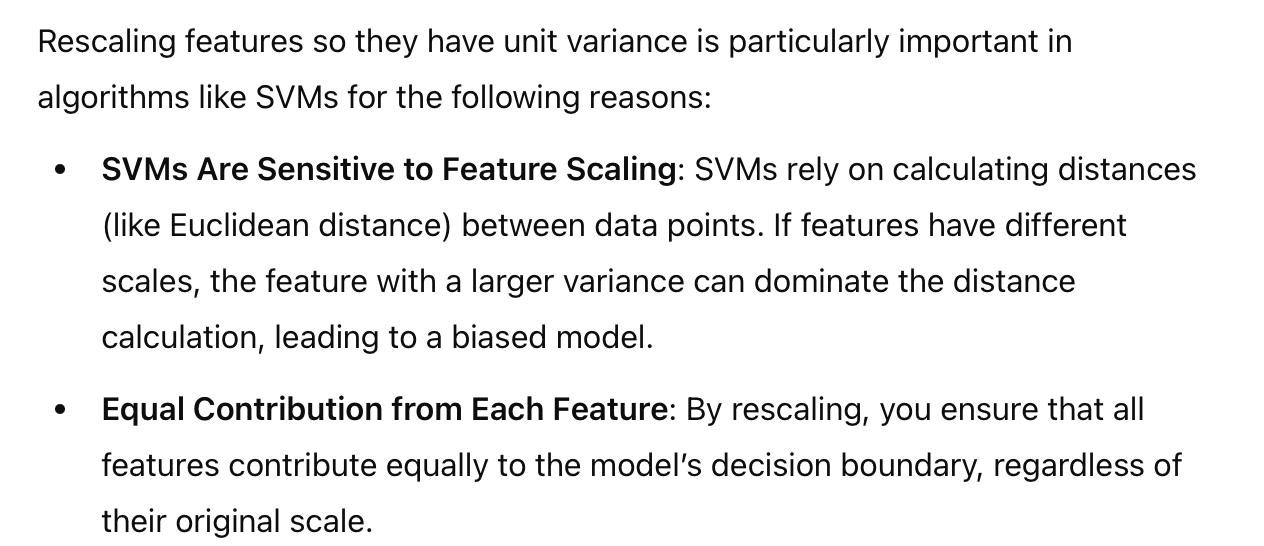 Rescaling features so they have unit variance is particularly important in
algorithms like SVMs for the following reasons:
• SVMs Are Sensitive to Feature Scaling: SVMs rely on calculating distances
(like Euclidean distance) between data points. If features have different
scales, the feature with a larger variance can dominate the distance
calculation, leading to a biased model.
• Equal Contribution from Each Feature: By rescaling, you ensure that all
features contribute equally to the model’s decision boundary, regardless of
their original scale.